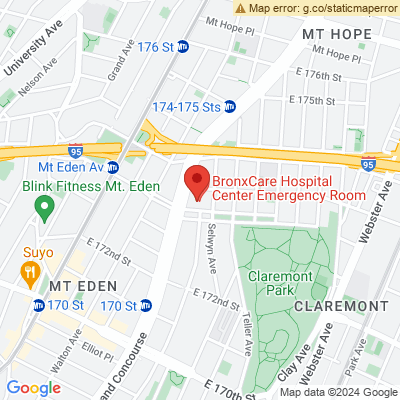 Map error: g.co/staticmaperror
Mt Hope Pl
MT HOPE
176 St
University Ave
Grand Ave
Mt Hope Pl
Nelson Ave
E 176th St
E 175th St
174-175 Sts
95
95
Mt Eden Av
Blink Fitness Mt. Eden
BronxCare Hospital
Center Emergency Room
Webster Ave
Selwyn Ave
Suyo
E 172nd St
Claremont
Park
MT EDEN
170 St
170 St
E 172nd St
CLAREMONT
Teller Ave
Walton Ave
Elliot Pl
Grand Concourse
Clay Ave
Webster Ave
Park Ave
E 170th St
Google
Map data ©2024 Google